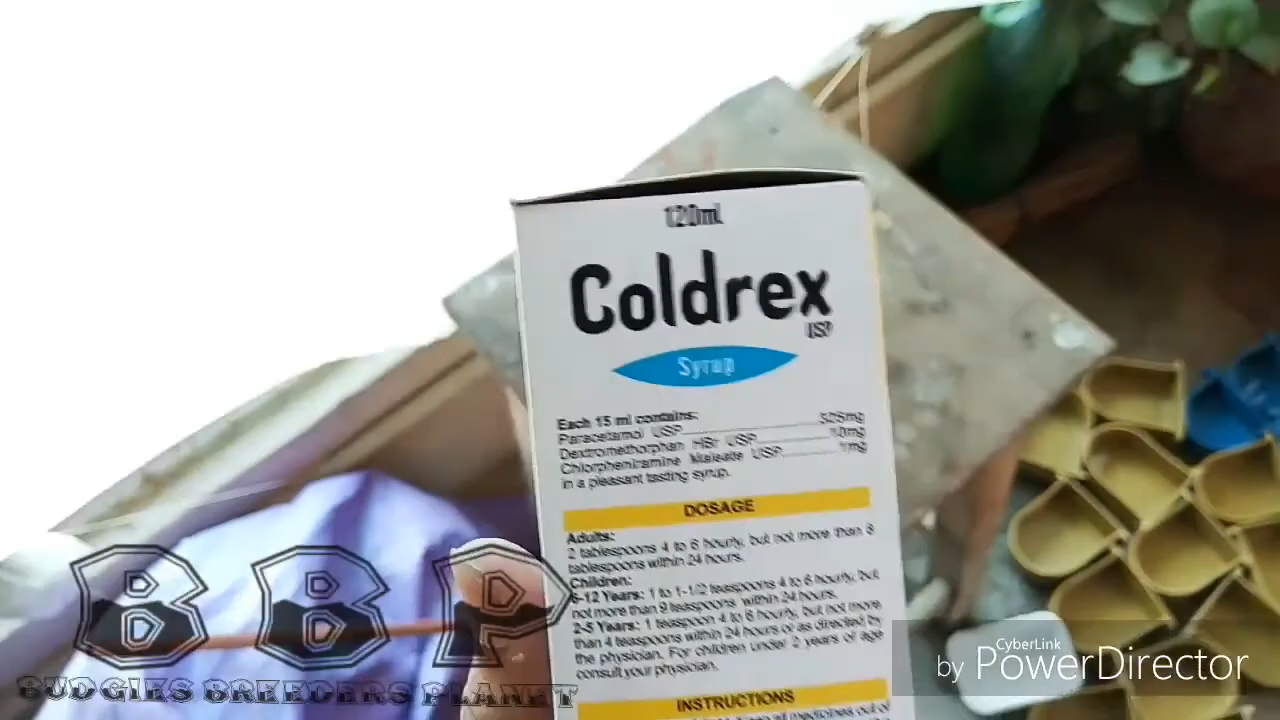 120ml
Coldrex
USP
Syrup
Each 15 ml contains:
Paracetamol USP 325mg
Dextromethorphan HBr USP 10mg
Chlorpheniramine Maleate USP 1mg
in a pleasant tasting syrup.
DOSAGE
Adults:
2 tablespoons 4 to 6 hourly, but not more than 8
tablespoons within 24 hours.
Children:
6-12 Years: 1 to 1-1/2 teaspoons 4 to 6 hourly, but
not more than 9 teaspoons within 24 hours.
2-5 Years: 1 teaspoon 4 to 6 hourly, but not more
than 4 teaspoons within 24 hours or as directed by
the physician. For children under 2 years of age
consult your physician.
INSTRUCTIONS
all medicines out of
BBP
BUDGIES BREEDERS PLANET
CyberLink
by PowerDirector